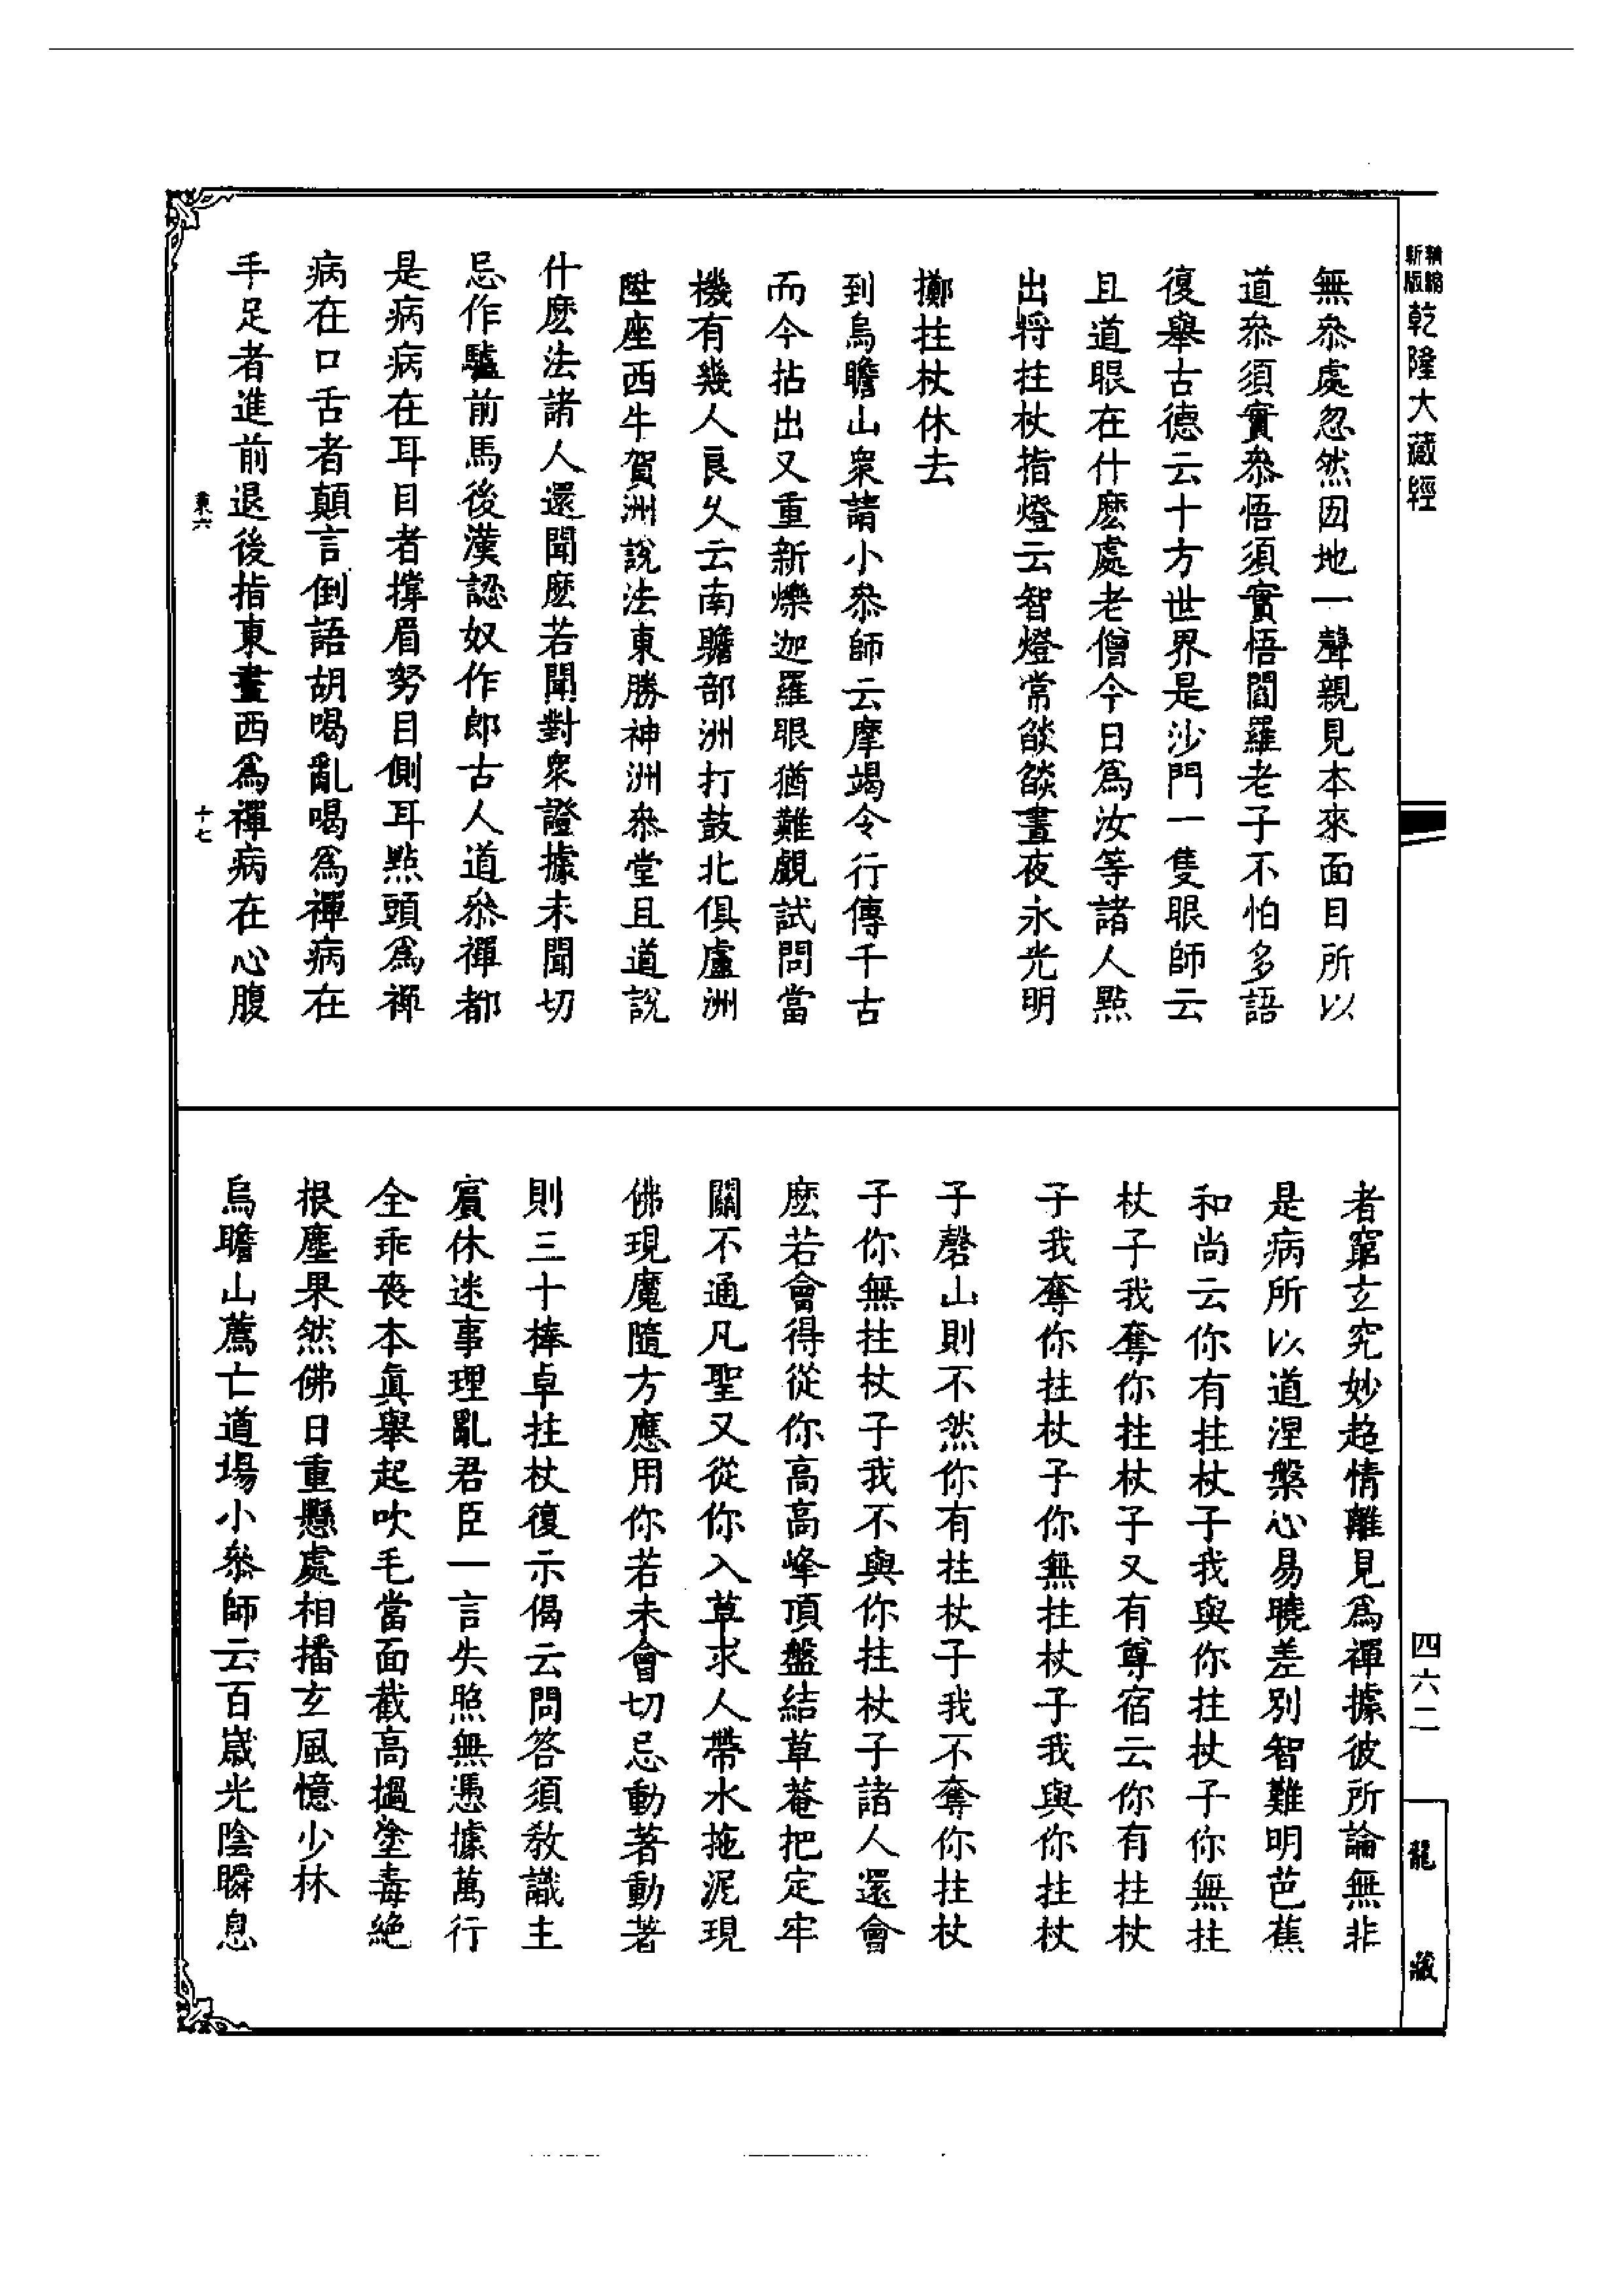 新版精縮乾隆大藏經
無叅處忽然囡地一聲親見本來面目所以
道叅須實叅悟須實悟閻羅老子不怕多語
復舉古德云十方世界是沙門一隻眼師云
且道眼在什麽處老僧今日爲汝等諸人點
出將拄杖指燈云智燈常燄燄晝夜永光明
擲拄杖休去
到烏瞻山衆請小叅師云摩竭令行傳千古
而今拈出又重新爍迦羅眼猶難覷試問當
機有幾人良久云南贍部洲打鼓北俱盧洲
陞座西牛賀洲說法東勝神洲叅堂且道說
什麽法諸人還聞麽若聞對衆證據未聞切
忌作驢前馬後漢認奴作郎古人道叅禪都
是病病在耳目者撐眉努目側耳點頭爲禪
病在口舌者顛言倒語胡喝亂喝爲禪病在
手足者進前退後指東畫西爲禪病在心腹
十七
者窮玄究妙超情離見爲禪據彼所論無非
是病所以道涅槃心易曉差別智難明芭蕉
和尚云你有拄杖子我與你拄杖子你無拄
杖子我奪你拄杖子又有尊宿云你有拄杖
子我奪你拄杖子你無拄杖子我與你拄杖
子磬山則不然你有拄杖子我不奪你拄杖
子你無拄杖子我不與你拄杖子諸人還會
麽若會得從你高高峰頂盤結草菴把定牢
關不通凡聖又從你入草求人帶水拖泥現
佛現魔隨方應用你若未會切忌動著動著
則三十棒卓拄杖復示偈云問答須教識主
賓休迷事理亂君臣一言失照無憑據萬行
全乖喪本眞舉起吹毛當面截高撾塗毒絕
根塵果然佛日重懸處相播玄風憶少林
烏瞻山薦亡道場小叅師云百歲光陰瞬息
四六二
龍藏